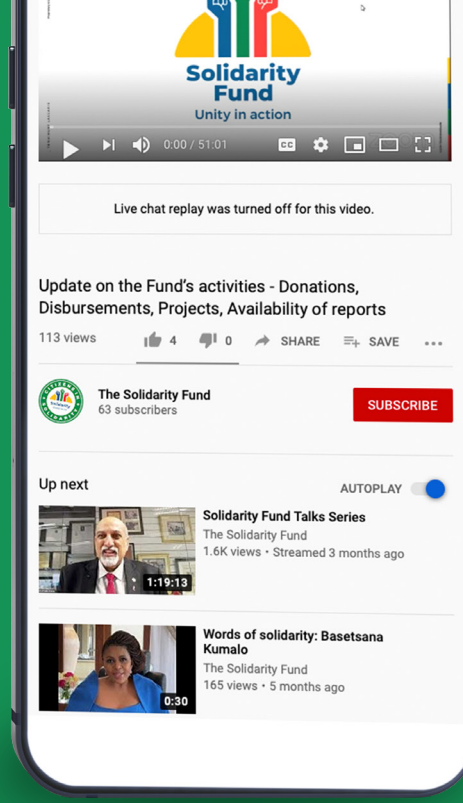 Solidarity
Fund
Unity in action
0:00 / 51:01
CC
Live chat replay was turned off for this video.
Update on the Fund's activities - Donations,
Disbursements, Projects, Availability of reports
113 views
4
0
SHARE
SAVE
The Solidarity Fund
63 subscribers
SUBSCRIBE
Up next
AUTOPLAY
Solidarity Fund Talks Series
The Solidarity Fund
1.6K views • Streamed 3 months ago
1:19:13
Words of solidarity: Basetsana
Kumalo
The Solidarity Fund
165 views • 5 months ago
0:30